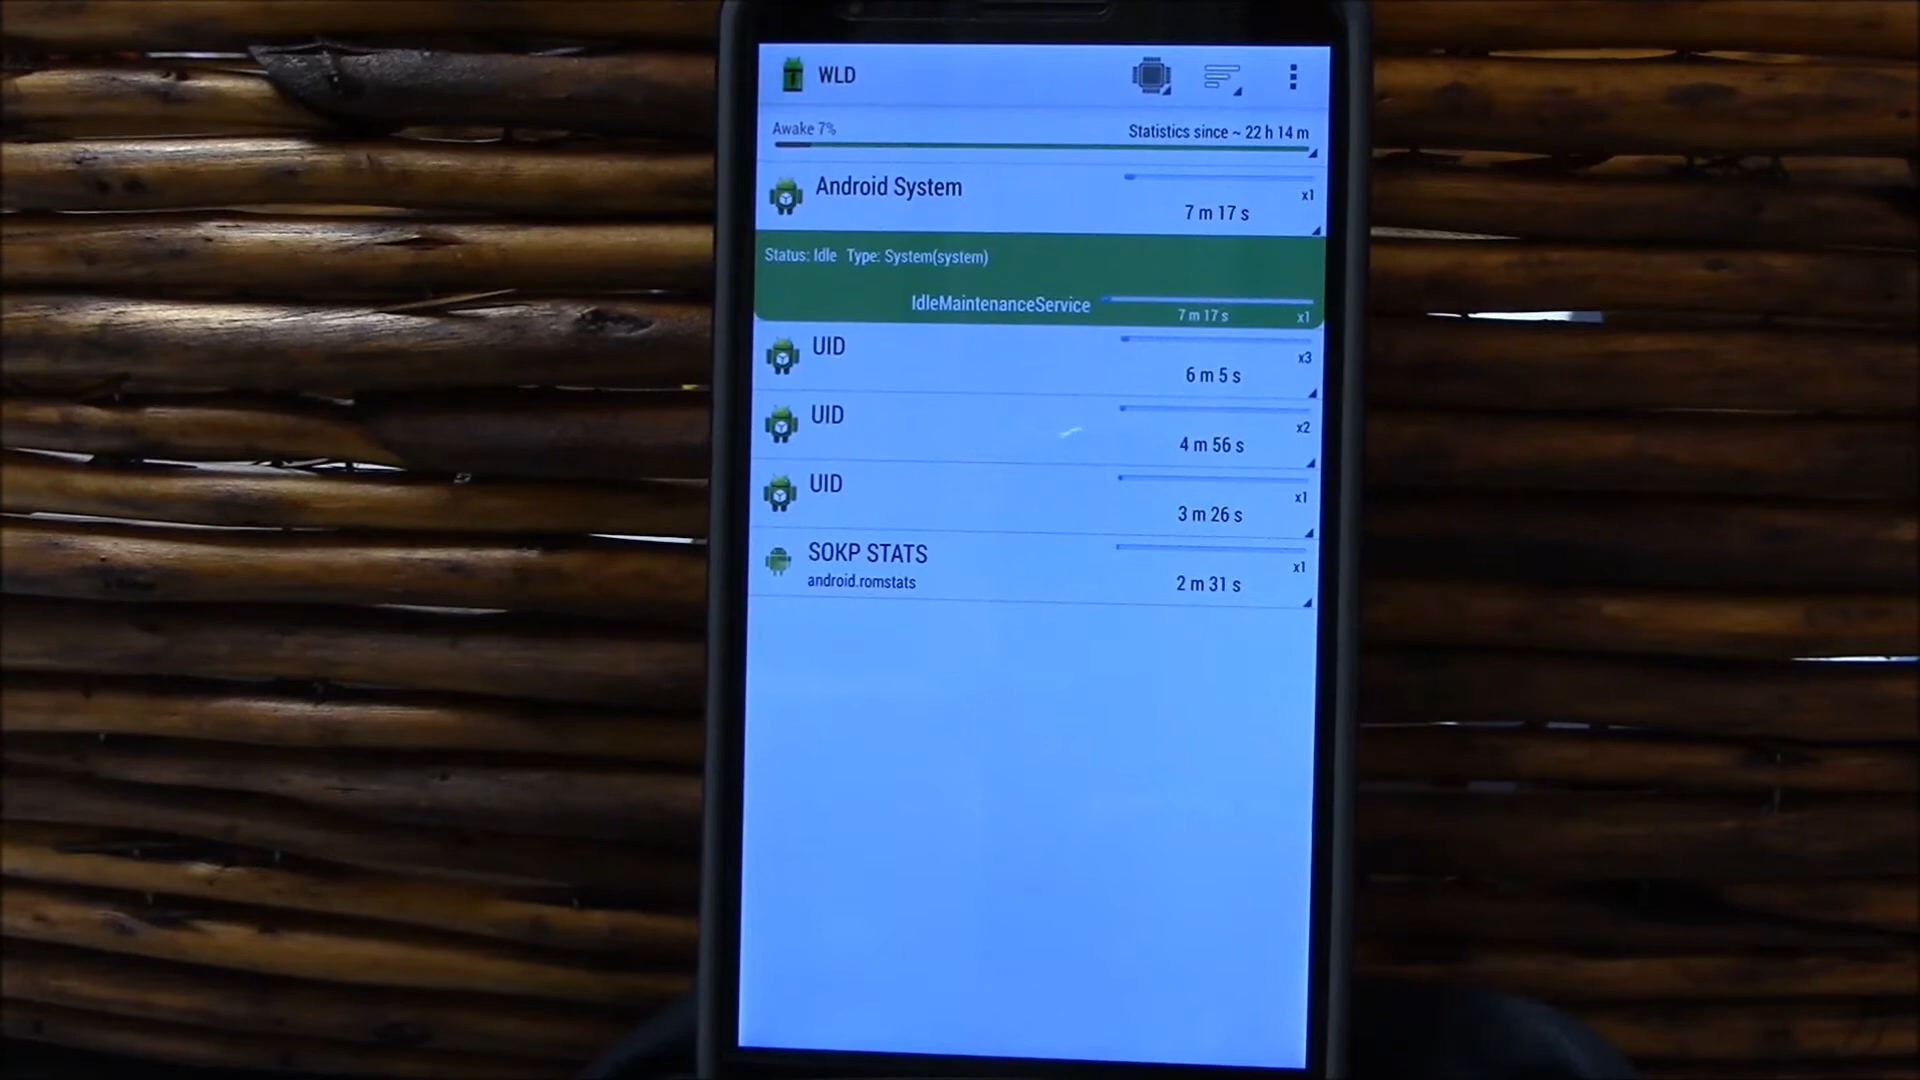 WLD
Awake 7%
Statistics since ~ 22 h 14 m
Android System
x1
7 m 17 s
Status: Idle Type: System(system)
IdleMaintenanceService
7 m 17 s x1
UID
x3
6 m 5 s
UID
x2
4 m 56 s
UID
x1
3 m 26 s
SOKP STATS
x1
android.romstats
2 m 31 s